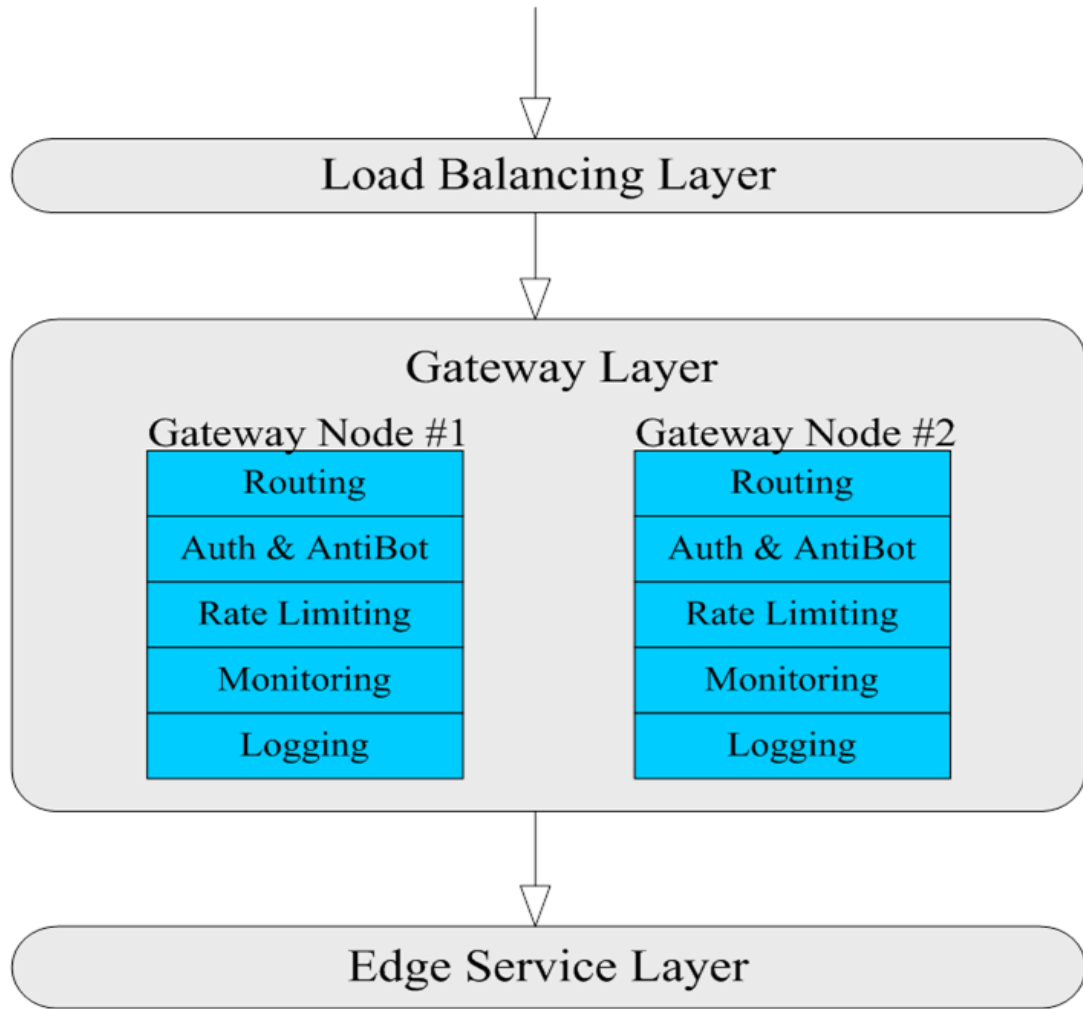 Load Balancing Layer
Gateway Layer
Gateway Node #1
Routing
Auth & AntiBot
Rate Limiting
Monitoring
Logging
Gateway Node #2
Routing
Auth & AntiBot
Rate Limiting
Monitoring
Logging
Edge Service Layer